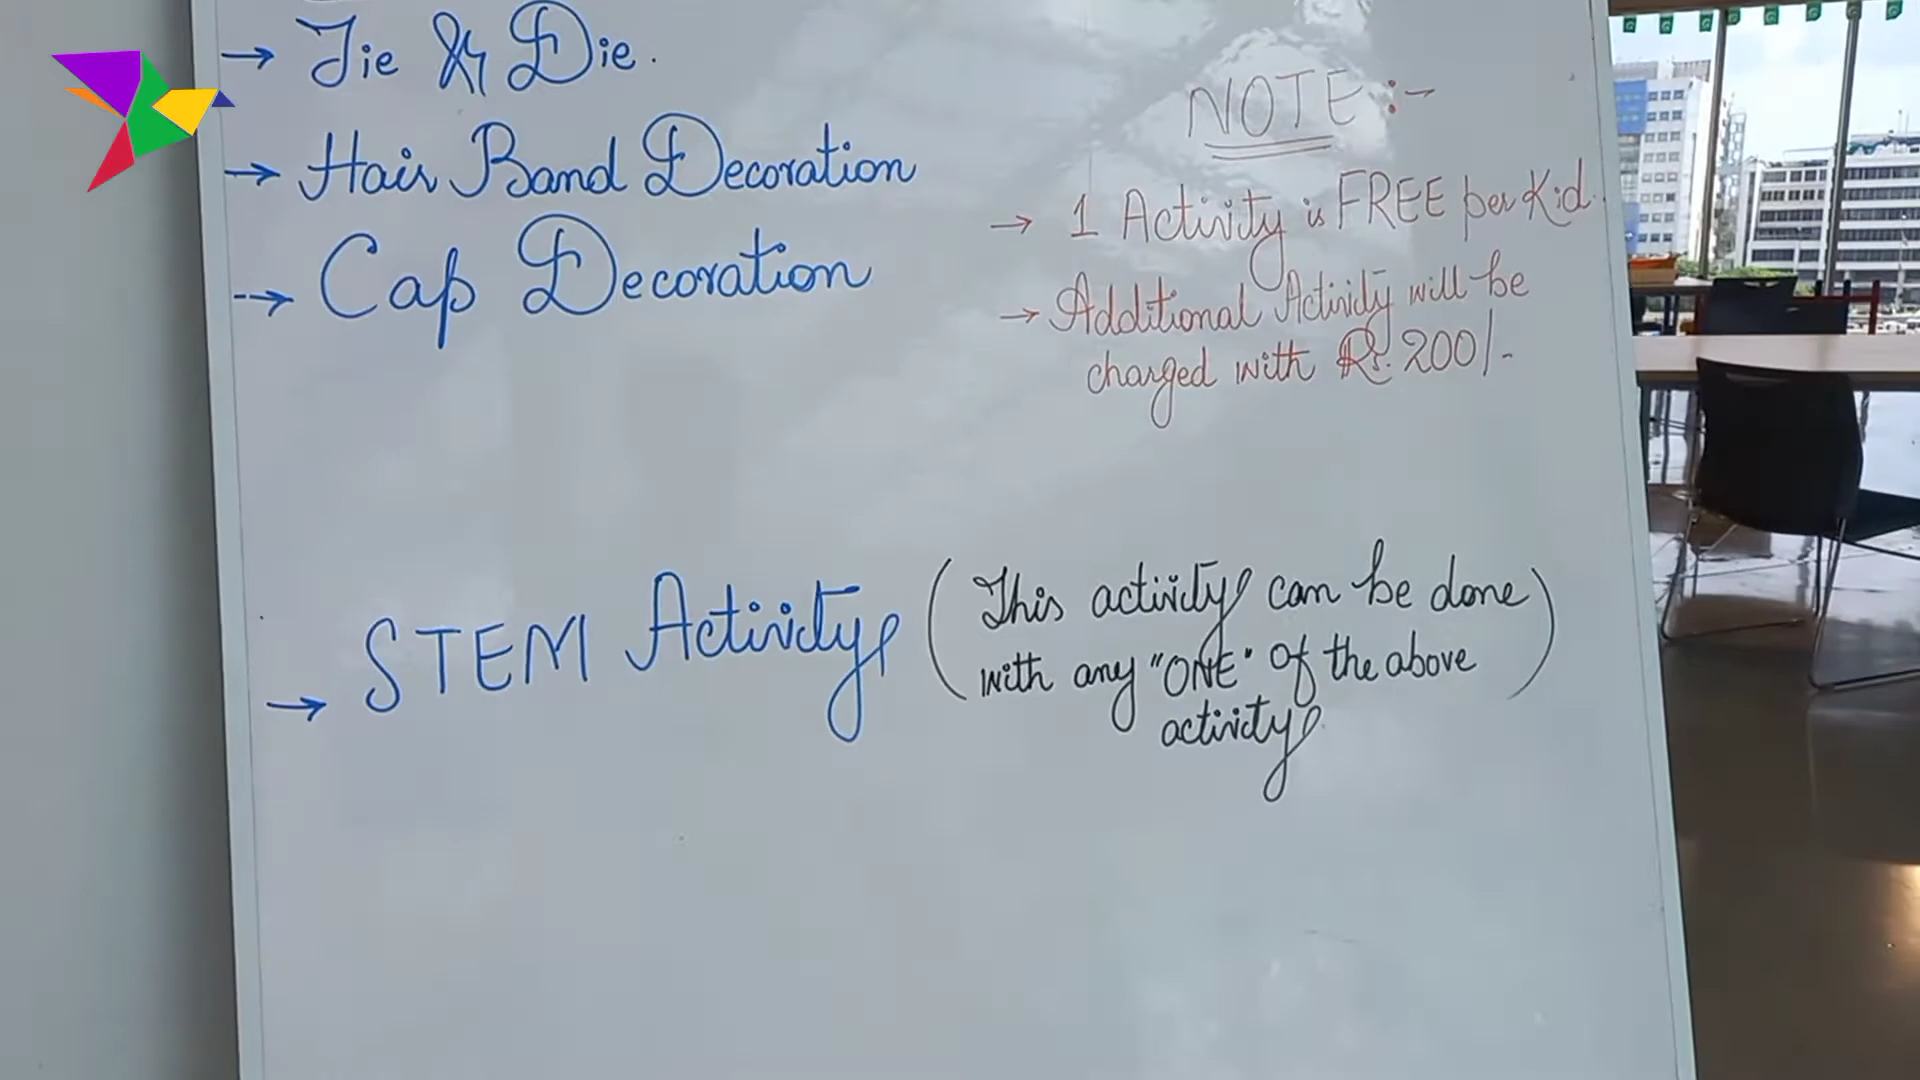 → Tie & Die.
→ Hair Band Decoration
→ Cap Decoration
NOTE :-
→ 1 Activity is FREE per Kid.
→ Additional Activity will be
charged with Rs. 200/-
→ STEM Activity (This activity can be done
with any "ONE" Of the above
activity)